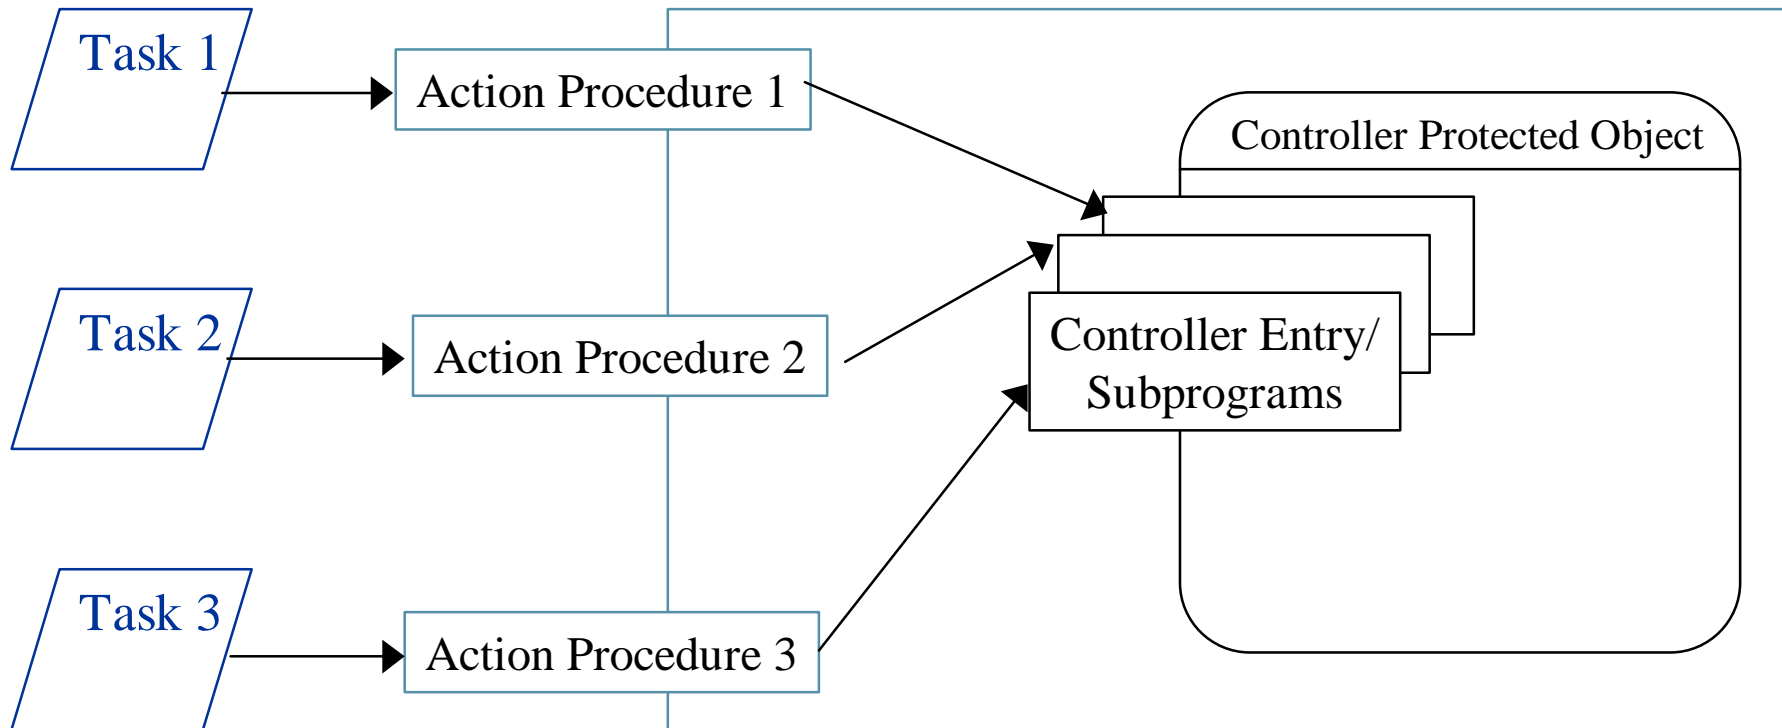 Task 1
Action Procedure 1
Controller Protected Object
Task 2
Action Procedure 2
Controller Entry/
Subprograms
Task 3
Action Procedure 3